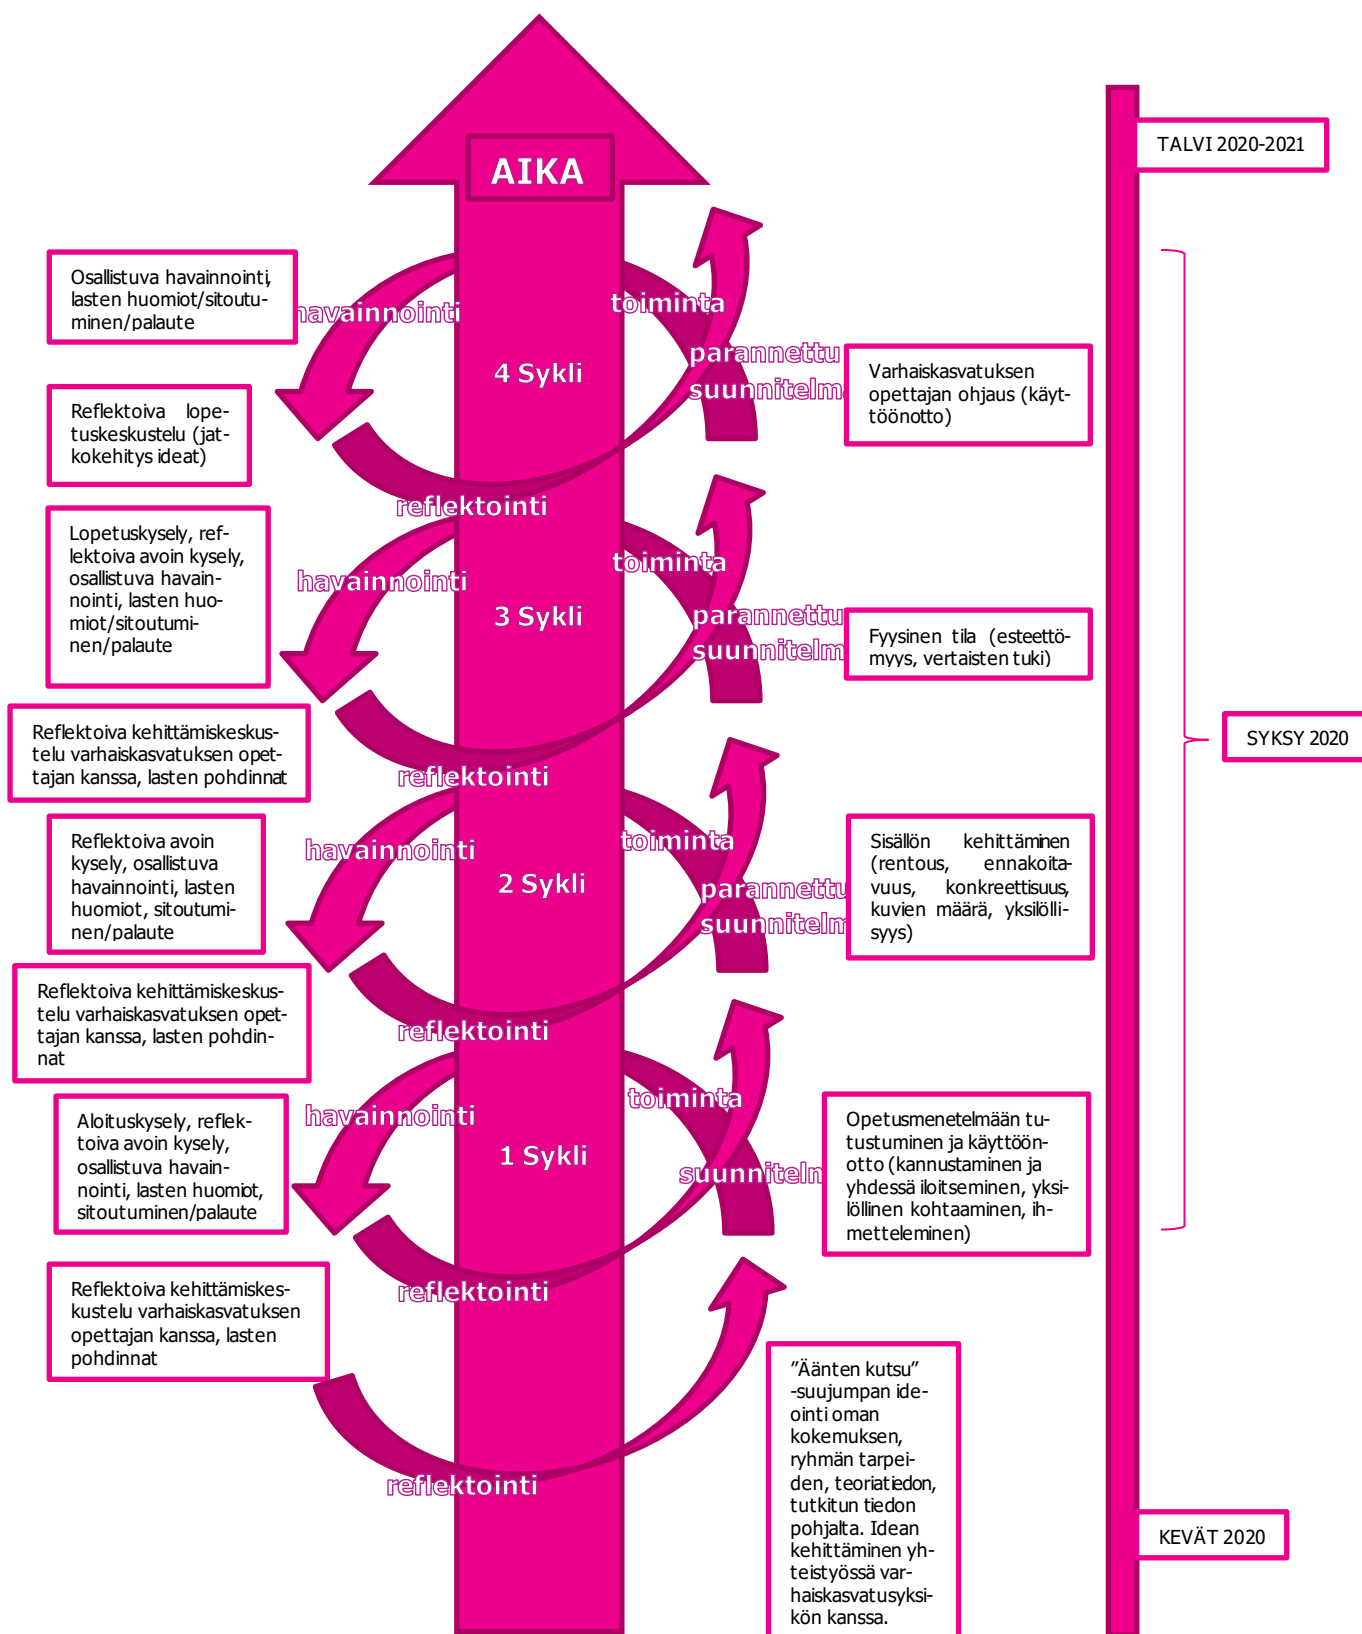 AIKA
TALVI 2020-2021
Osallistuva havainnointi,
lasten huomiot/sitoutu-
minen/palaute
havainnointi
toiminta
4 Sykli
parannettu
suunnitelma
Varhaiskasvatuksen
opettajan ohjaus (käyt-
töönotto)
Reflektoiva lope-
tuskeskustelu (jat-
kokehitys ideat)
reflektointi
Lopetuskysely, ref-
lektoiva avoin kysely,
osallistuva havain-
nointi, lasten huo-
miot/sitoutumi-
nen/palaute
havainnointi
toiminta
3 Sykli
parannettu
suunnitelm
Fyysinen tila (esteettö-
myys, vertaisten tuki)
SYKSY 2020
Reflektoiva kehittämiskeskus-
telu varhaiskasvatuksen opet-
tajan kanssa, lasten pohdinnat
reflektointi
Reflektoiva avoin
kysely, osallistuva
havainnointi, lasten
huomiot, sitoutumi-
nen/palaute
havainnointi
toiminta
2 Sykli
parannettu
suunnitelm
Sisällön kehittäminen
(rentous, ennakoita-
vuus, konkreettisuus,
kuvien määrä, yksilölli-
syys)
Reflektoiva kehittämiskeskus-
telu varhaiskasvatuksen opet-
tajan kanssa, lasten pohdin-
nat
reflektointi
Aloituskysely, reflek-
toiva avoin kysely,
osallistuva havain-
nointi, lasten huomiot,
sitoutuminen/palaute
havainnointi
toiminta
1 Sykli
suunnitelm
Opetusmenetelmään tu-
tustuminen ja käyttöön-
otto (kannustaminen ja
yhdessä iloitseminen, yksi-
löllinen kohtaaminen, ih-
metteleminen)
Reflektoiva kehittämiskes-
kustelu varhaiskasvatuksen
opettajan kanssa, lasten
pohdinnat
reflektointi
reflektointi
"Äänten kutsu"
-suujumpan ide-
ointi oman
kokemuksen,
ryhmän tarpei-
den, teoriatiedon,
tutkitun tiedon
pohjalta. Idean
kehittäminen yh-
teistyössä var-
haiskasvatusyksi-
kön kanssa.
KEVÄT 2020